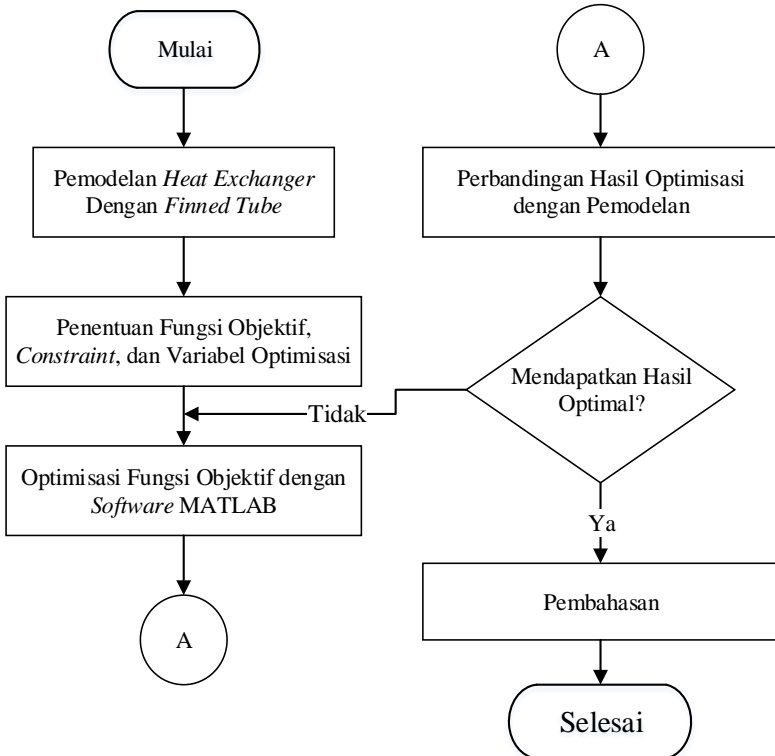 Mulai
Pemodelan Heat Exchanger
Dengan Finned Tube
Penentuan Fungsi Objektif,
Constraint, dan Variabel Optimisasi
Optimisasi Fungsi Objektif dengan
Software MATLAB
A
A
Perbandingan Hasil Optimisasi
dengan Pemodelan
Mendapatkan Hasil
Optimal?
Tidak
Ya
Pembahasan
Selesai